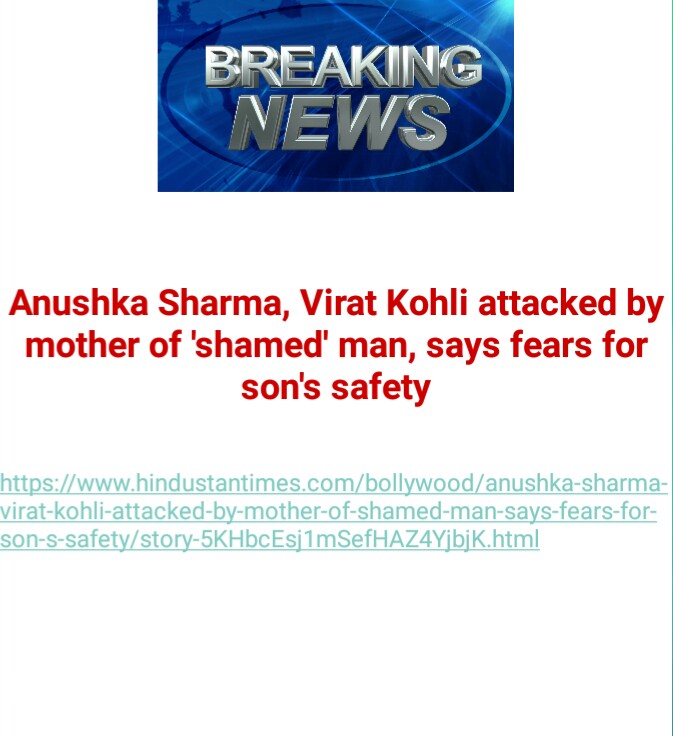 BREAKING
NEWS
Anushka Sharma, Virat Kohli attacked by
mother of 'shamed' man, says fears for
son's safety
https://www.hindustantimes.com/bollywood/anushka-sharma-
virat-kohli-attacked-by-mother-of-shamed-man-says-fears-for-
son-s-safety/story-5KHbcEsj1mSefHAZ4YjbjK.html